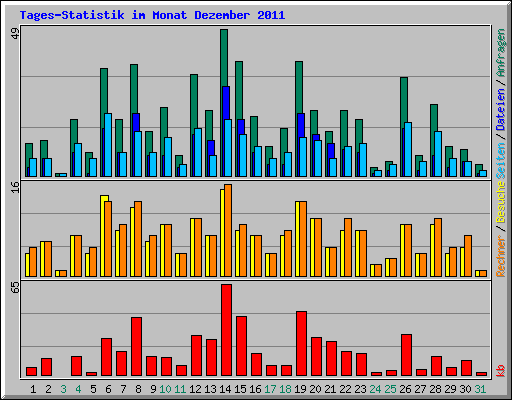 Tages-Statistik im Monat Dezember 2011
49
16
65
Rechner / Besuche Seiten / Dateien / Anfragen
kb
1 2 3 4 5 6 7 8 9 10 11 12 13 14 15 16 17 18 19 20 21 22 23 24 25 26 27 28 29 30 31